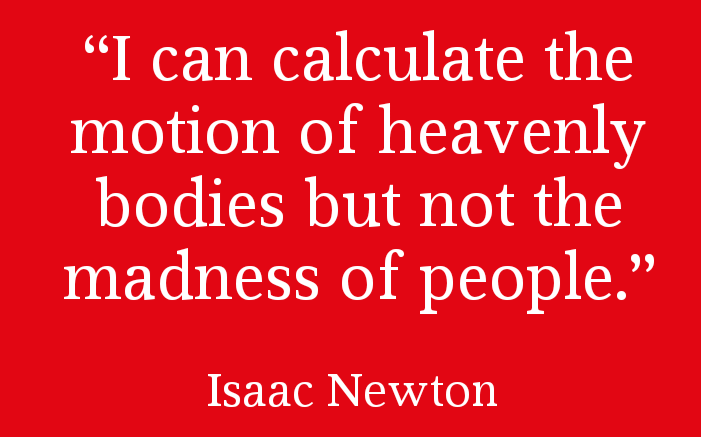 “I can calculate the
motion of heavenly
bodies but not the
madness of people.”
Isaac Newton